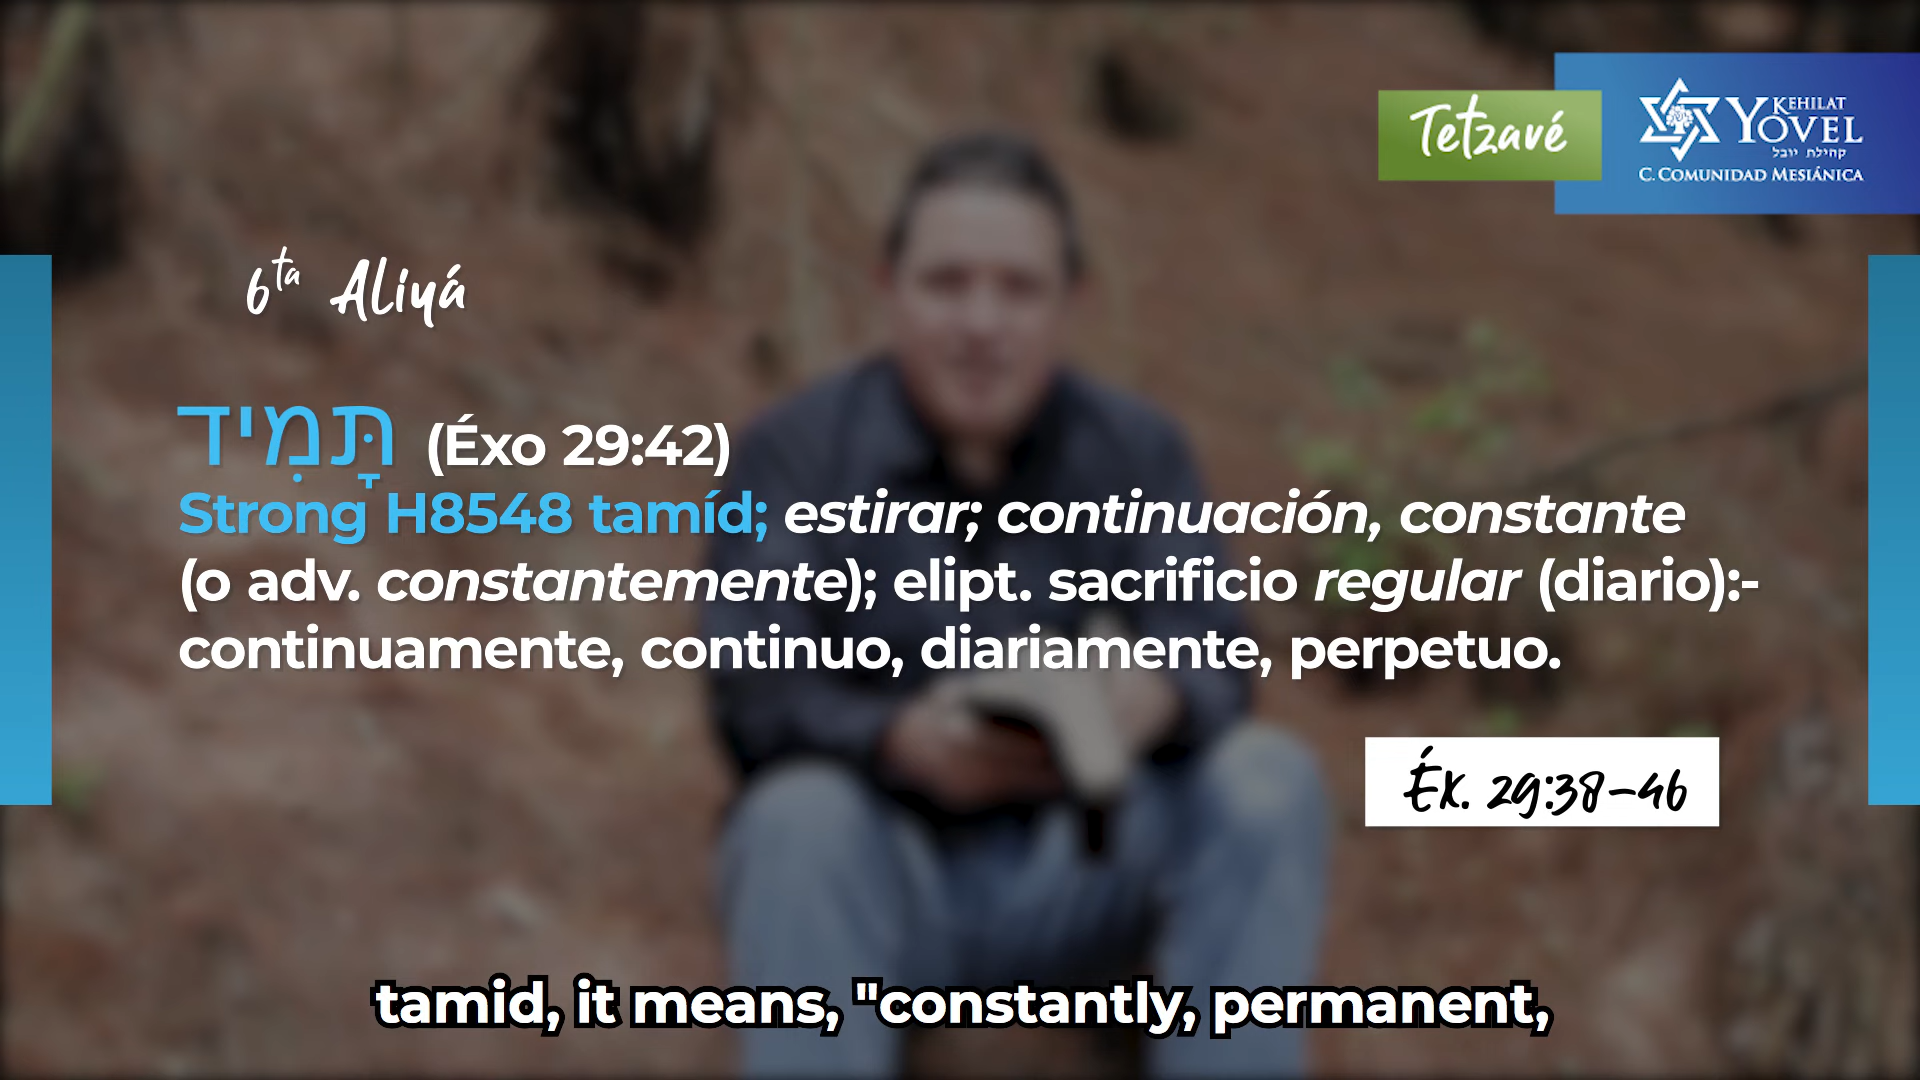 Tetzavé
KEHILAT
YOVEL
קהילת יובל
C. COMUNIDAD MESIÁNICA
6ta Aliyá
תָּמִיד (Éxo 29:42)
Strong H8548 tamíd; estirar; continuación, constante
(o adv. constantemente); elipt. sacrificio regular (diario):-
continuamente, continuo, diariamente, perpetuo.
Éx. 29:38-46
tamid, it means, "constantly, permanent,